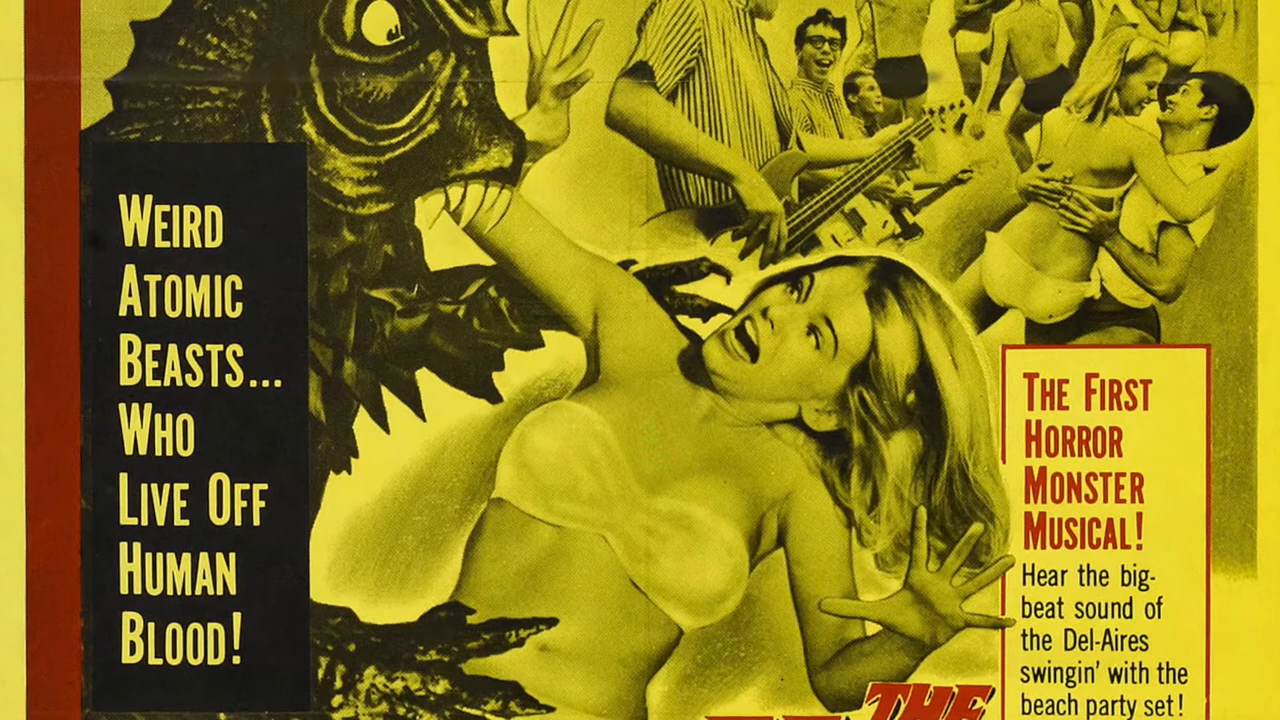 WEIRD
ATOMIC
BEASTS...
WHO
LIVE OFF
HUMAN
BLOOD!
THE FIRST
HORROR
MONSTER
MUSICAL!
Hear the big-
beat sound of
the Del-Aires
swingin' with the
beach party set!
THE